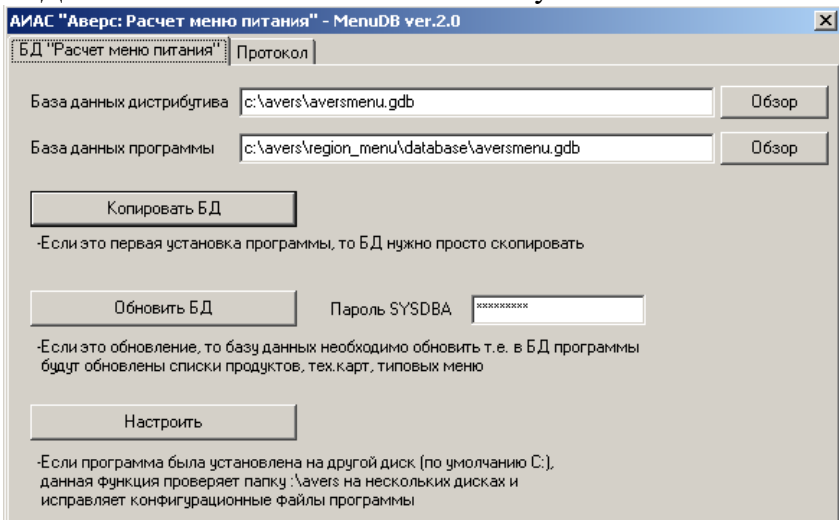 АИАС "Аверс: Расчет меню питания" - MenuDB ver.2.0
БД "Расчет меню питания" Протокол
База данных дистрибутива c:\avers\aversmenu.gdb Обзор
База данных программы c:\avers\region_menu\database\aversmenu.gdb Обзор
Копировать БД
-Если это первая установка программы, то БД нужно просто скопировать
Обновить БД Пароль SYSDBA *********
-Если это обновление, то базу данных необходимо обновить т.е. в БД программы
будут обновлены списки продуктов, тех.карт, типовых меню
Настроить
-Если программа была установлена на другой диск (по умолчанию C:),
данная функция проверяет папку :\avers на нескольких дисках и
исправляет конфигурационные файлы программы